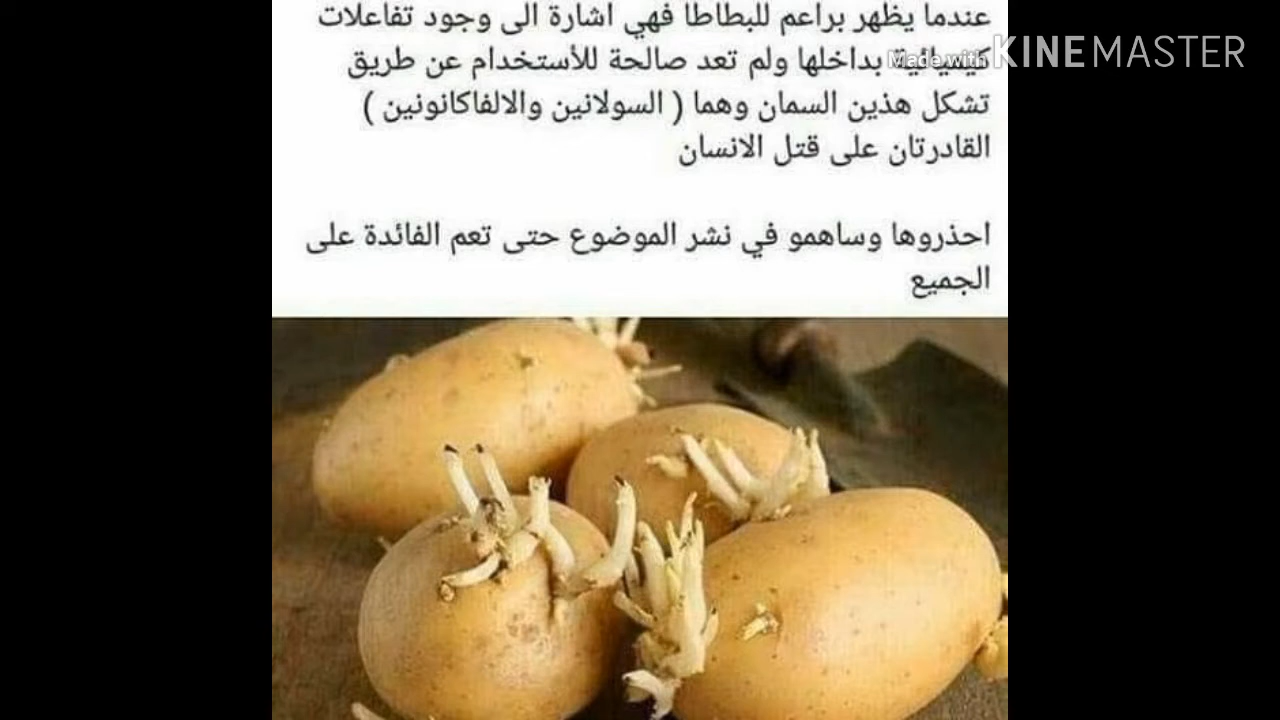 عندما يظهر براعم للبطاطا فهي اشارة الى وجود تفاعلات
كيميائية بداخلها ولم تعد صالحة للأستخدام عن طريق
تشكل هذين السمان وهما ( السولانين والالفاكانونين )
القادرتان على قتل الانسان
احذروها وساهمو في نشر الموضوع حتى تعم الفائدة على
الجميع
Made with KINEMASTER